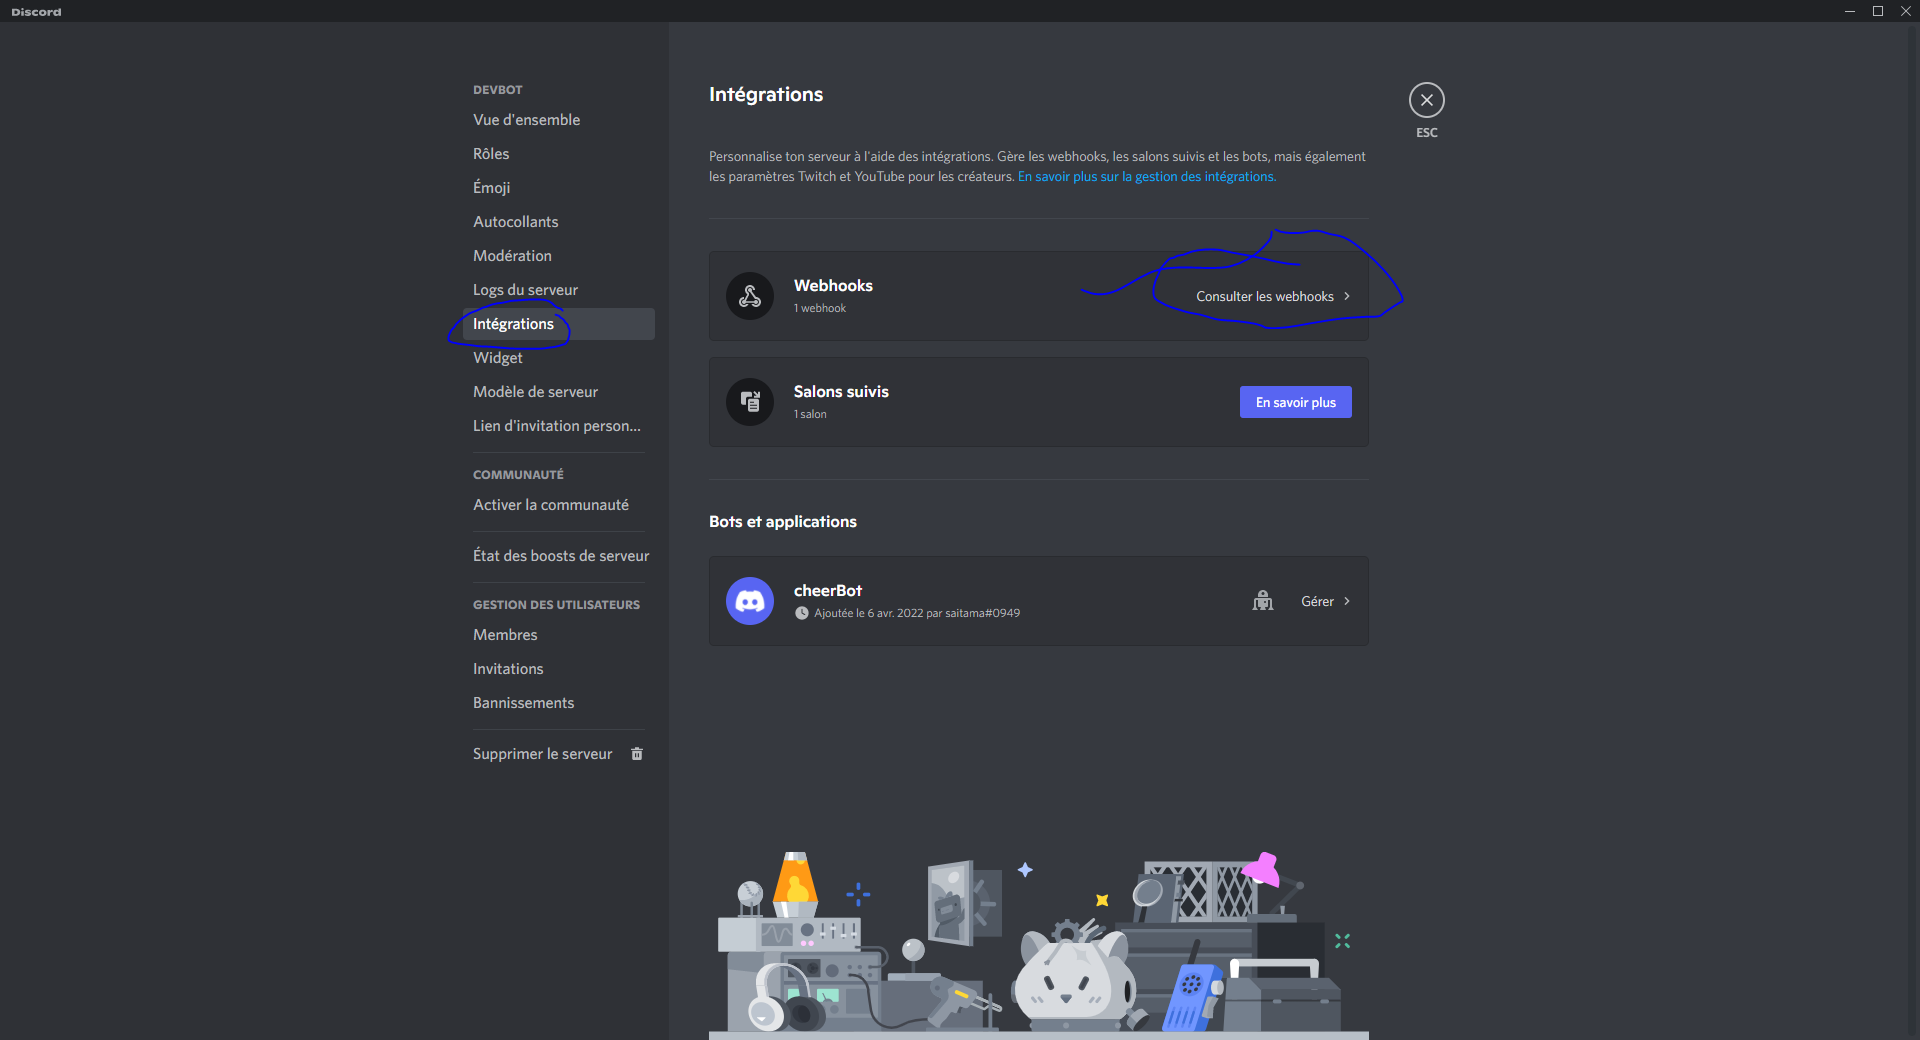 Discord
DEVBOT
Vue d'ensemble
Rôles
Émoji
Autocollants
Modération
Logs du serveur
Intégrations
Widget
Modèle de serveur
Lien d'invitation person...
COMMUNAUTÉ
Activer la communauté
État des boosts de serveur
GESTION DES UTILISATEURS
Membres
Invitations
Bannissements
Supprimer le serveur
Intégrations
ESC
Personnalise ton serveur à l'aide des intégrations. Gère les webhooks, les salons suivis et les bots, mais également
les paramètres Twitch et YouTube pour les créateurs. En savoir plus sur la gestion des intégrations.
Webhooks
1 webhook
Consulter les webhooks
Salons suivis
1 salon
En savoir plus
Bots et applications
cheerBot
Ajoutée le 6 avr. 2022 par saitama#0949
Gérer